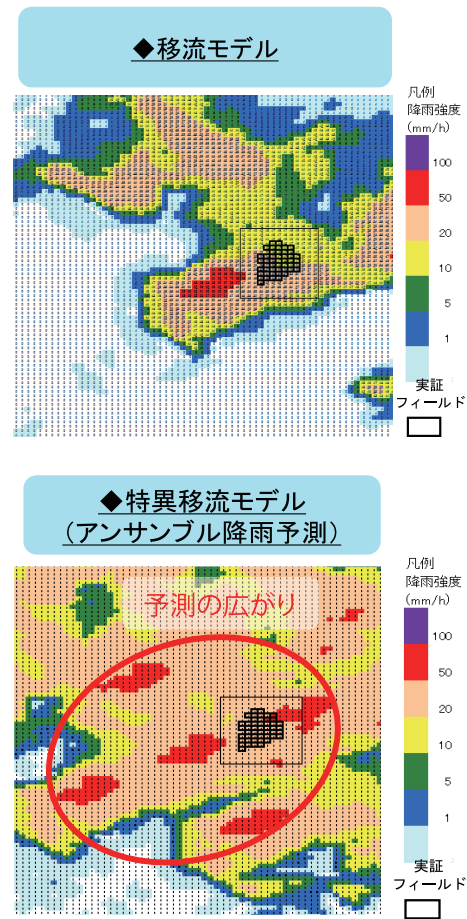 ◆移流モデル
凡例
降雨強度
(mm/h)
100
50
20
10
5
1
実証
フィールド
◆特異移流モデル
（アンサンブル降雨予測）
予測の広がり
凡例
降雨強度
(mm/h)
100
50
20
10
5
1
実証
フィールド